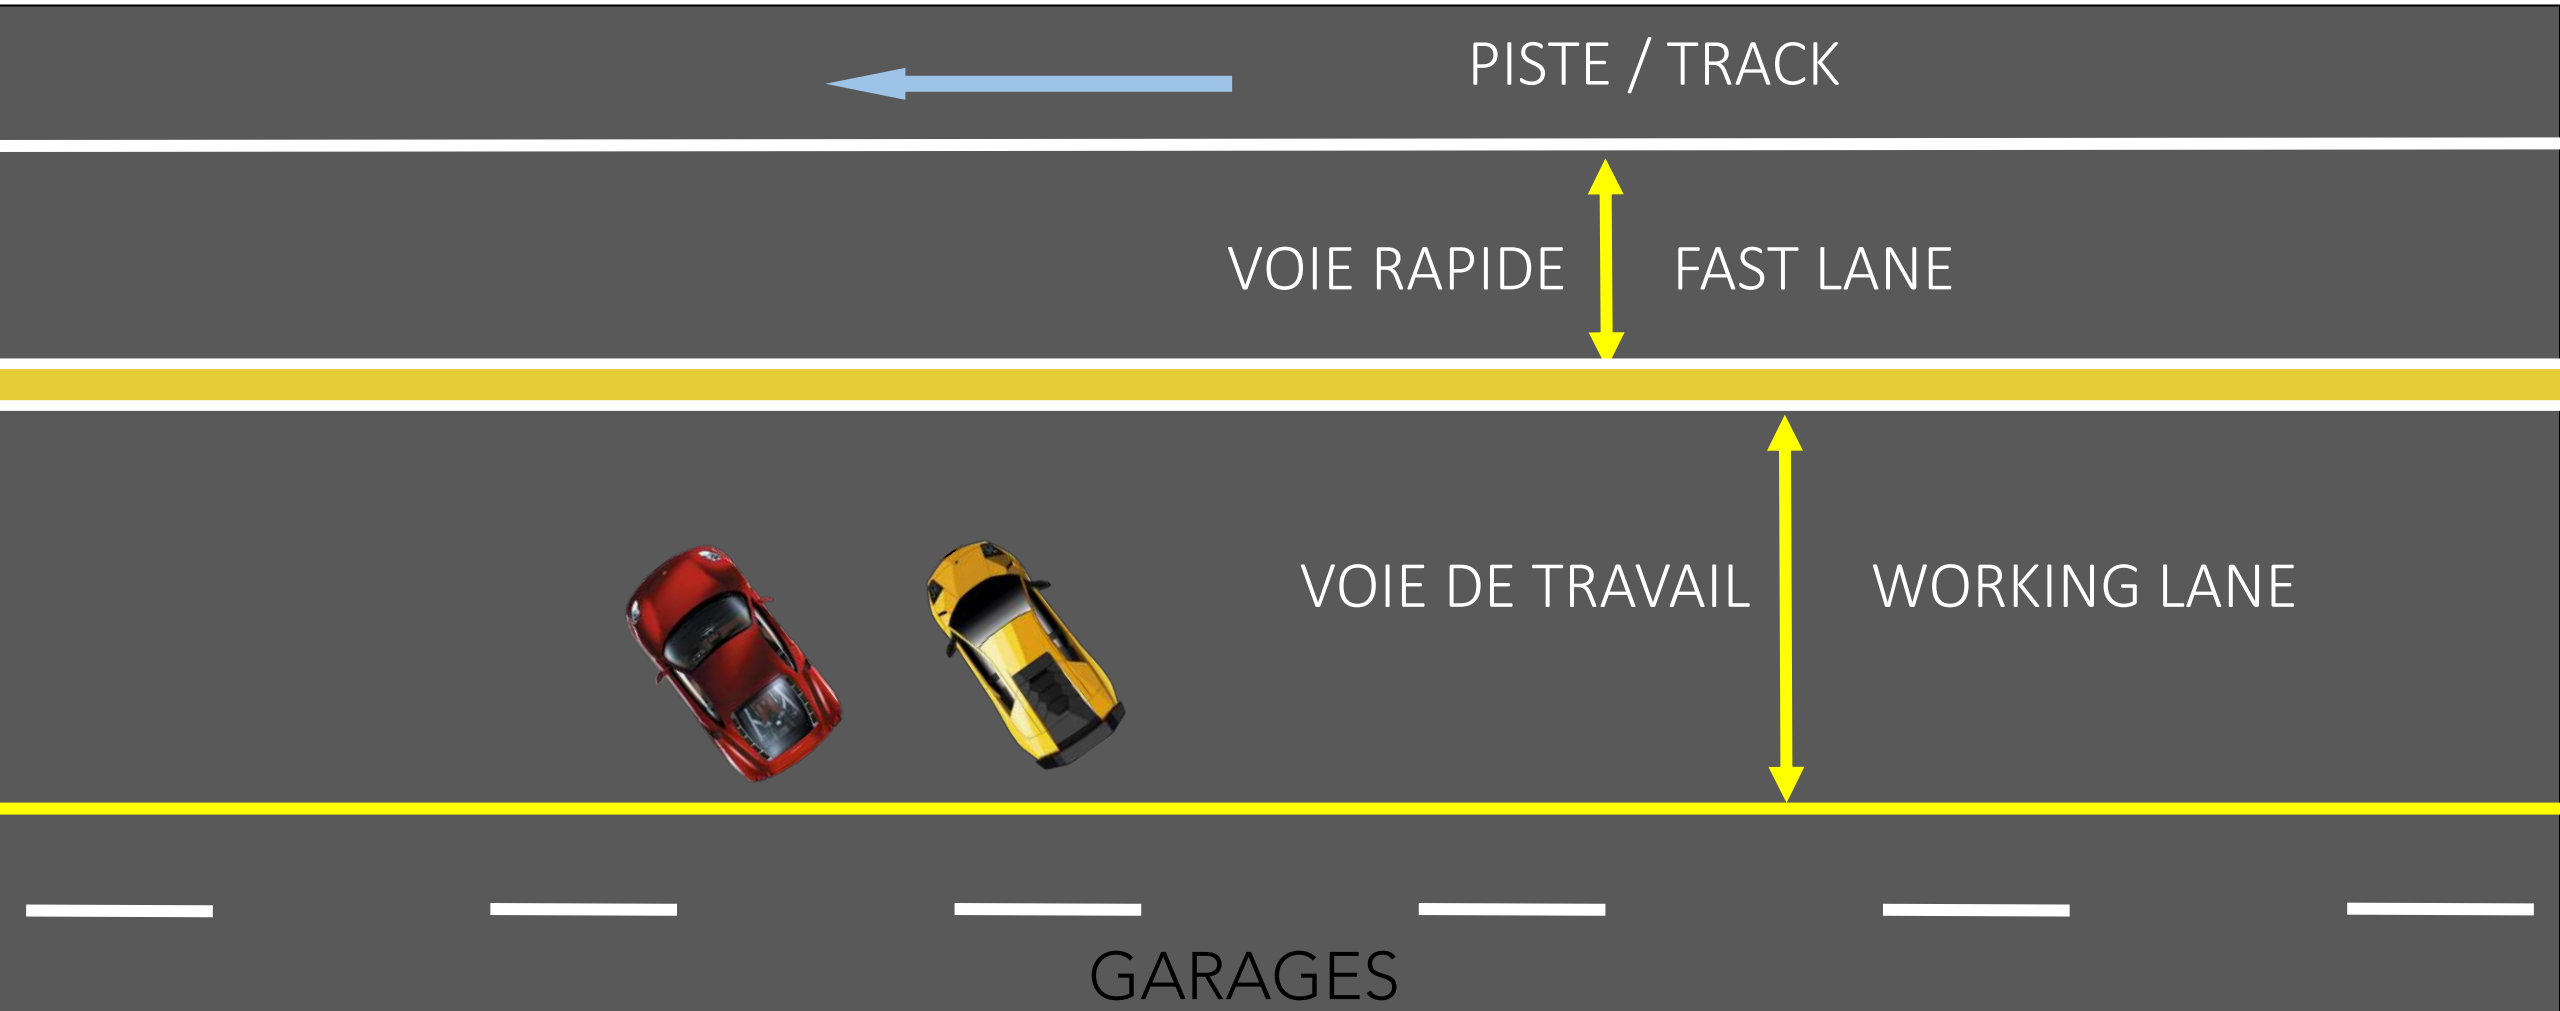 PISTE / TRACK
VOIE RAPIDE FAST LANE
VOIE DE TRAVAIL WORKING LANE
GARAGES